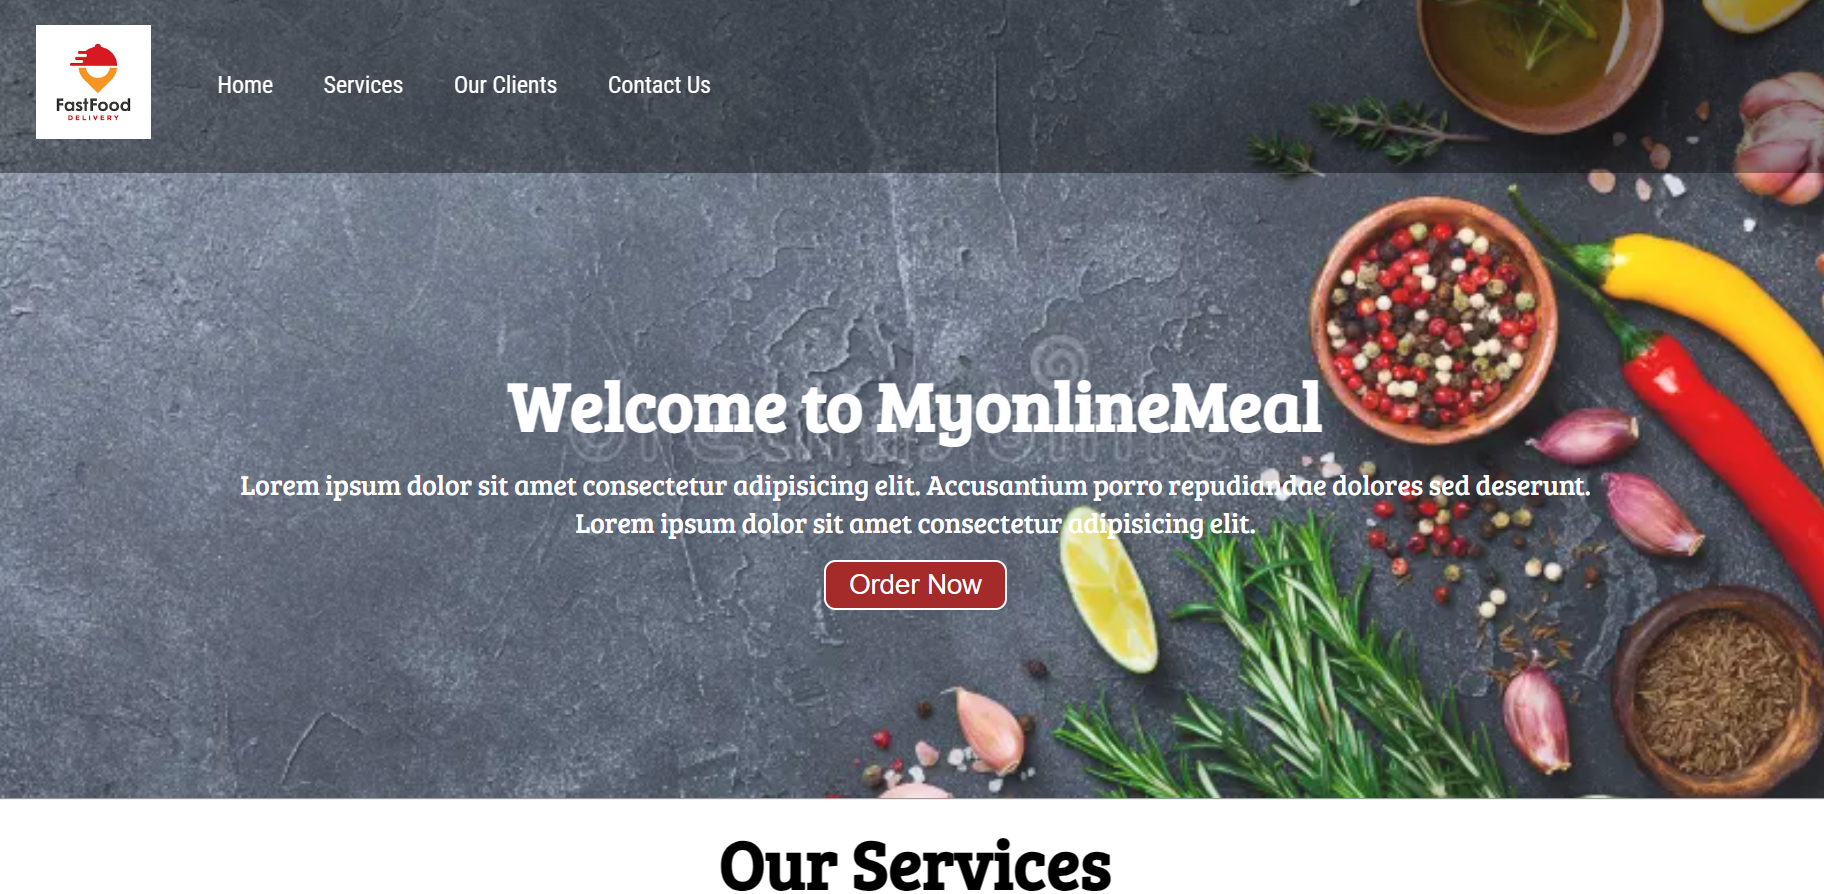 FastFood
DELIVERY
Home
Services
Our Clients
Contact Us
Welcome to MyonlineMeal
Lorem ipsum dolor sit amet consectetur adipisicing elit. Accusantium porro repudiandae dolores sed deserunt.
Lorem ipsum dolor sit amet consectetur adipisicing elit.
Order Now
Our Services